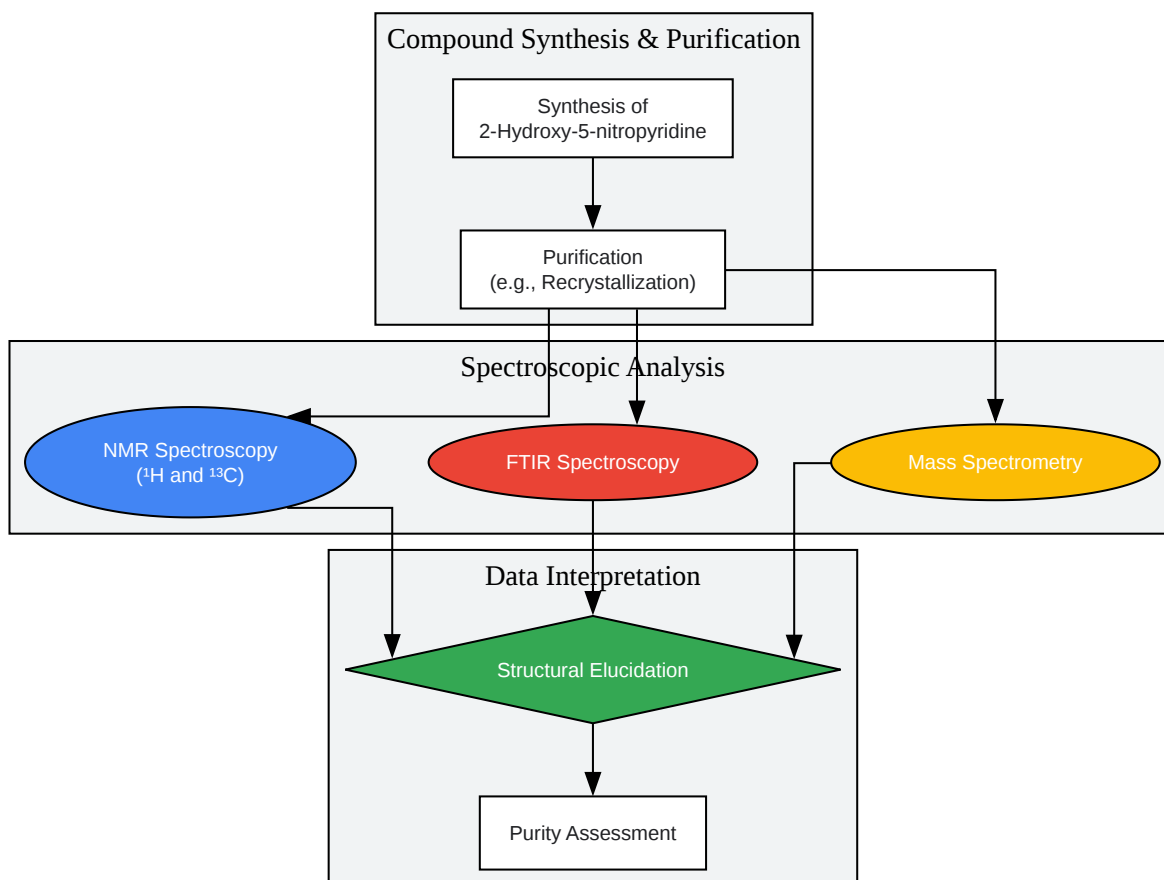 Compound Synthesis & Purification
Synthesis of
2-Hydroxy-5-nitropyridine
Purification
(e.g., Recrystallization)
Spectroscopic Analysis
NMR Spectroscopy
(¹H and ¹³C)
FTIR Spectroscopy
Mass Spectrometry
Data Interpretation
Structural Elucidation
Purity Assessment